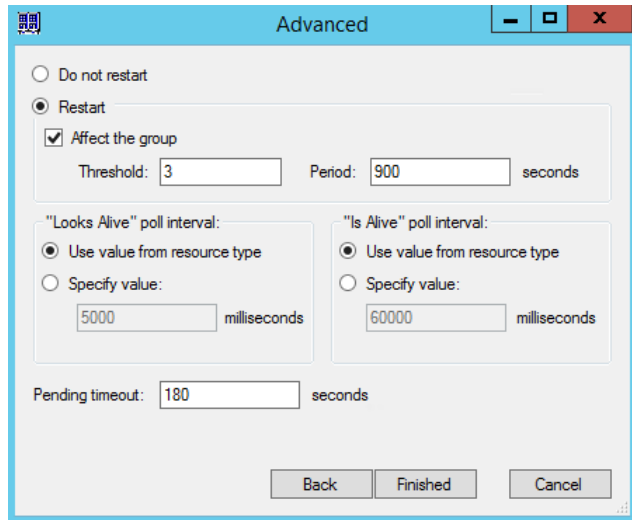 Advanced
Do not restart
Restart
Affect the group
Threshold: 3 Period: 900 seconds
"Looks Alive" poll interval: "Is Alive" poll interval:
Use value from resource type Use value from resource type
Specify value: Specify value:
5000 milliseconds 60000 milliseconds
Pending timeout: 180 seconds
Back Finished Cancel